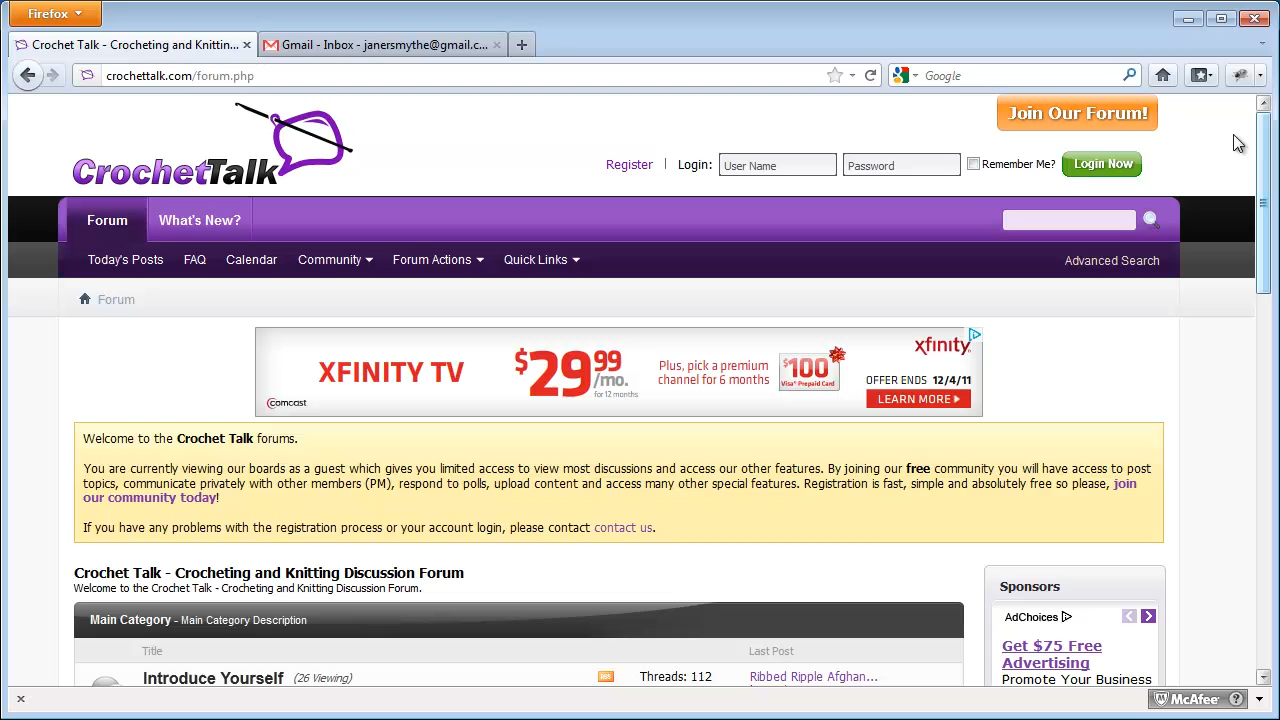 Firefox
Crochet Talk - Crocheting and Knittin...
Gmail - Inbox - janersmythe@gmail.c...
crochettalk.com/forum.php
Google
CrochetTalk
Join Our Forum!
Register
Login:
User Name
Password
Remember Me?
Login Now
Forum
What's New?
Today's Posts
FAQ
Calendar
Community
Forum Actions
Quick Links
Advanced Search
Forum
XFINITY TV
$29.99/mo.
for 12 months
Plus, pick a premium
channel for 6 months
$100
Visa® Prepaid Card
xfinity
OFFER ENDS 12/4/11
LEARN MORE
comcast
Welcome to the Crochet Talk forums.
You are currently viewing our boards as a guest which gives you limited access to view most discussions and access our other features. By joining our free community you will have access to post
topics, communicate privately with other members (PM), respond to polls, upload content and access many other special features. Registration is fast, simple and absolutely free so please, join
our community today!
If you have any problems with the registration process or your account login, please contact contact us.
Crochet Talk - Crocheting and Knitting Discussion Forum
Welcome to the Crochet Talk - Crocheting and Knitting Discussion Forum.
Main Category - Main Category Description
Title
Last Post
Introduce Yourself (26 Viewing)
Threads: 112
Ribbed Ripple Afghan...
Sponsors
AdChoices
Get $75 Free
Advertising
Promote Your Business
McAfee